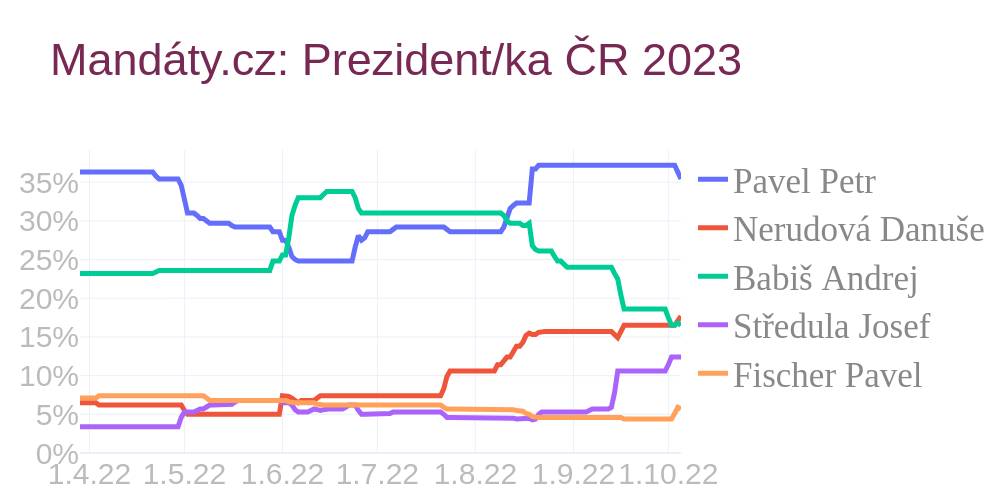 Mandáty.cz: Prezident/ka ČR 2023
35%
30%
25%
20%
15%
10%
5%
0%
1.4.22 1.5.22 1.6.22 1.7.22 1.8.22 1.9.22 1.10.22
Pavel Petr
Nerudová Danuše
Babiš Andrej
Středula Josef
Fischer Pavel